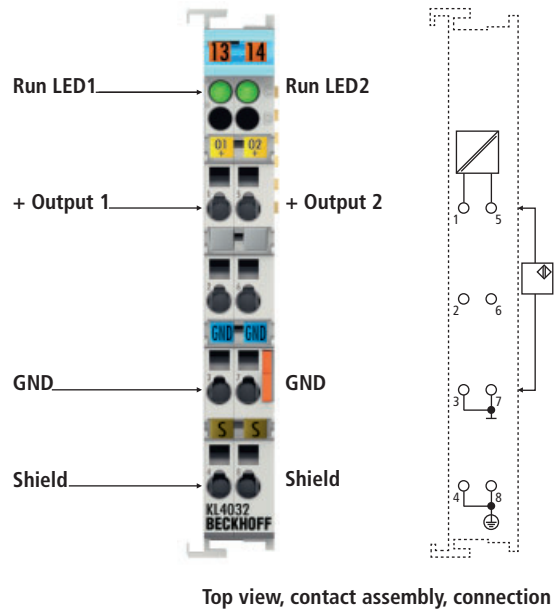 13 14
Run LED1 Run LED2
O1 O2
+ +
+ Output 1 + Output 2
1 5
2 6
GND GND
GND GND
3 7
S S
Shield Shield
4 8
KL4032
BECKHOFF
Top view, contact assembly, connection